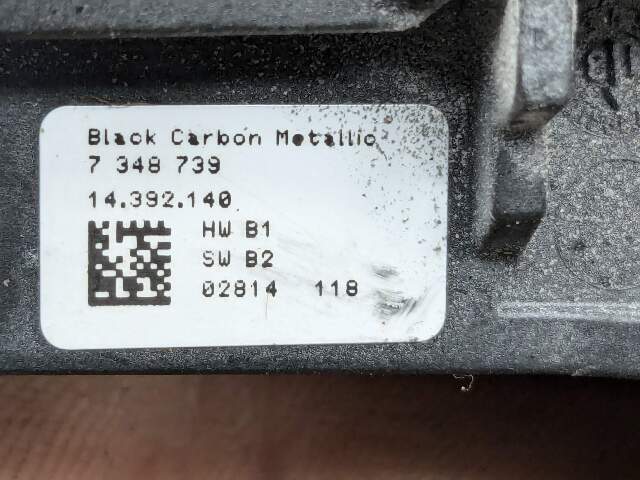 Black Carbon Metallic
7 348 739
14.392.140
HW B1
SW B2
02814 118